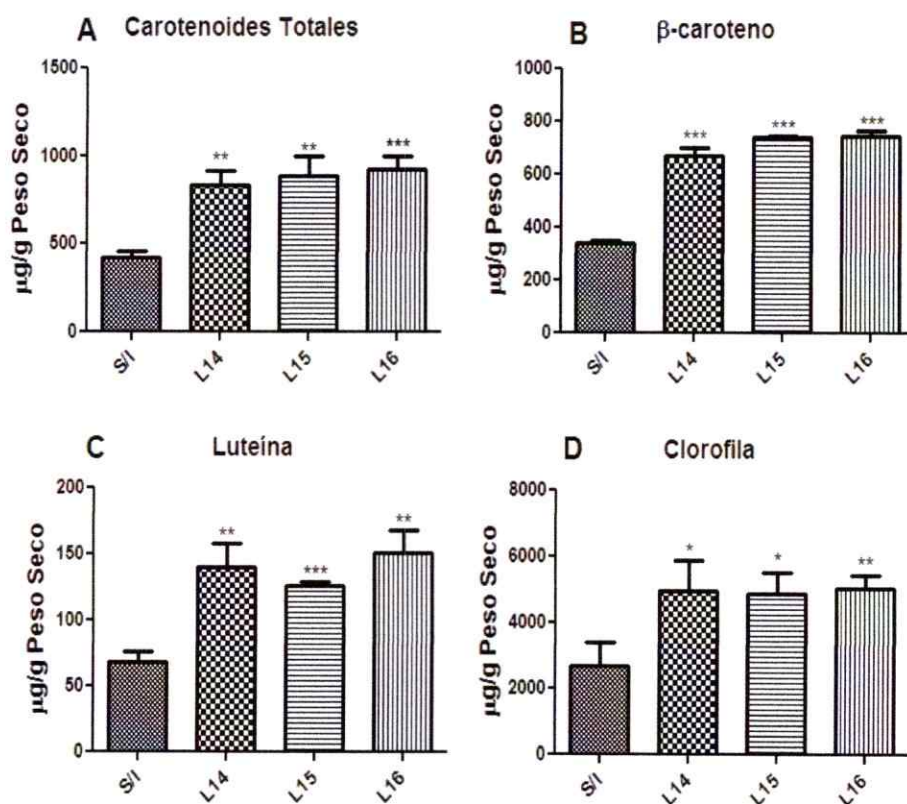 A Carotenoides Totales
µg/g Peso Seco
1500
1000
500
0
** ** ***
S/I L14 L15 L16
B β-caroteno
µg/g Peso Seco
1000
800
600
400
200
0
*** *** ***
S/I L14 L15 L16
C Luteína
µg/g Peso Seco
200
150
100
50
0
** *** **
S/I L14 L15 L16
D Clorofila
µg/g Peso Seco
8000
6000
4000
2000
0
* * **
S/I L14 L15 L16